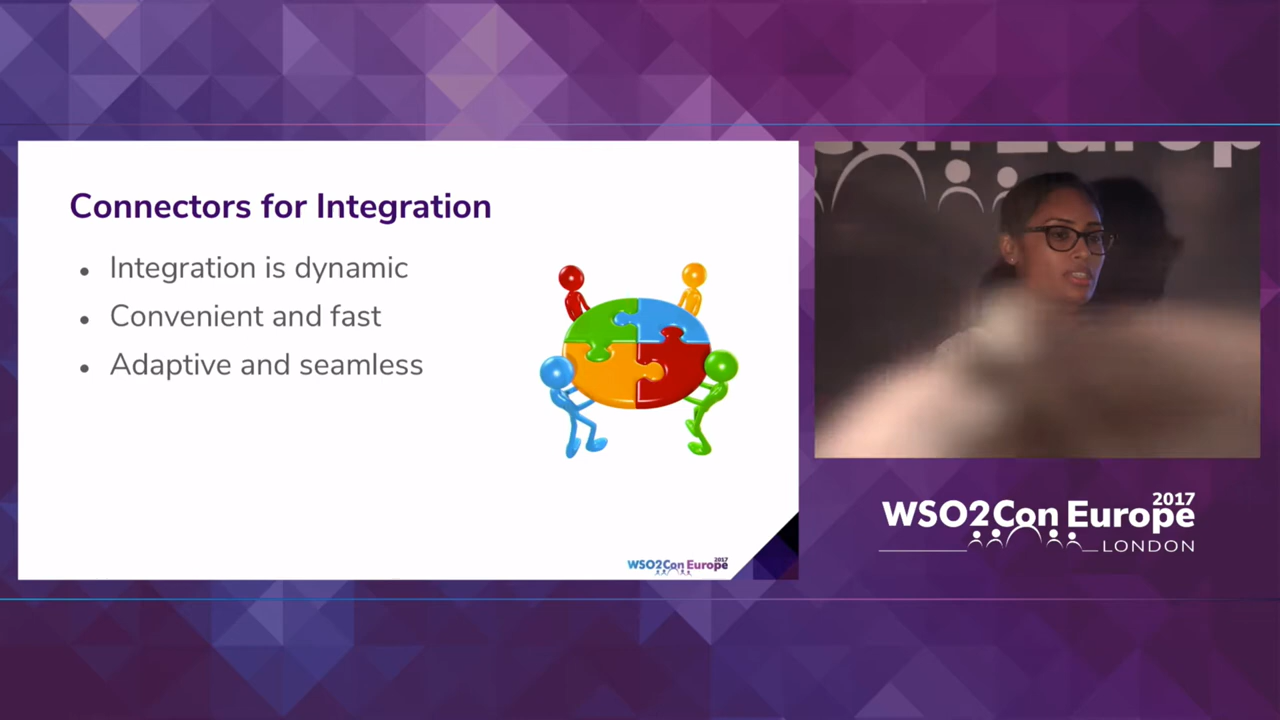 Connectors for Integration
• Integration is dynamic
• Convenient and fast
• Adaptive and seamless
WSO2Con Europe 2017
WSO2Con Europe 2017
LONDON